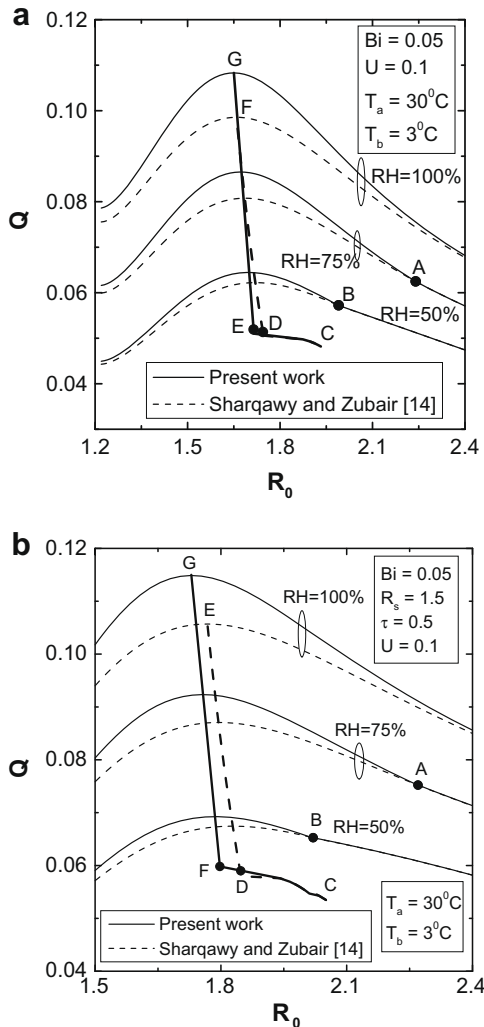 a
0.12
0.10
0.08
0.06
0.04
Q
G
F
E
D
C
B
A
Bi = 0.05
U = 0.1
Tₐ = 30⁰C
T_b = 3⁰C
RH=100%
RH=75%
RH=50%
Present work
Sharqawy and Zubair [14]
1.2 1.5 1.8 2.1 2.4
R₀
b
0.12
0.10
0.08
0.06
0.04
Q
G
E
F
D
C
B
A
Bi = 0.05
Rₛ = 1.5
τ = 0.5
U = 0.1
RH=100%
RH=75%
RH=50%
Tₐ = 30⁰C
T_b = 3⁰C
Present work
Sharqawy and Zubair [14]
1.5 1.8 2.1 2.4
R₀